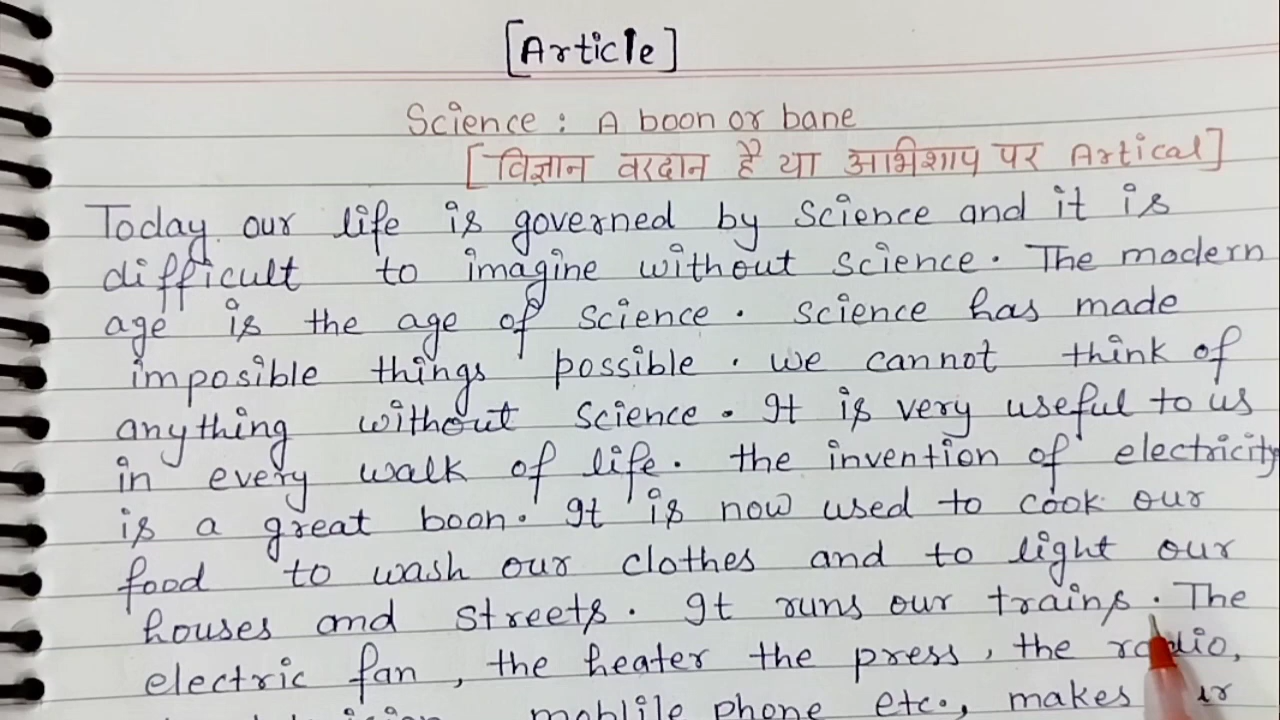 [Article]
Science : A boon or bane
[विज्ञान वरदान है या अभिशाप पर Artical]
Today our life is governed by Science and it is
difficult to imagine without science. The modern
age is the age of science. Science has made
imposible things possible. we cannot think of
anything without science. It is very useful to us
in every walk of life. the invention of electricity
is a great boon. It is now used to cook our
food to wash our clothes and to light our
houses and streets. It runs our trains. The
electric fan, the heater the press, the radio,
moblile phone etc., makes